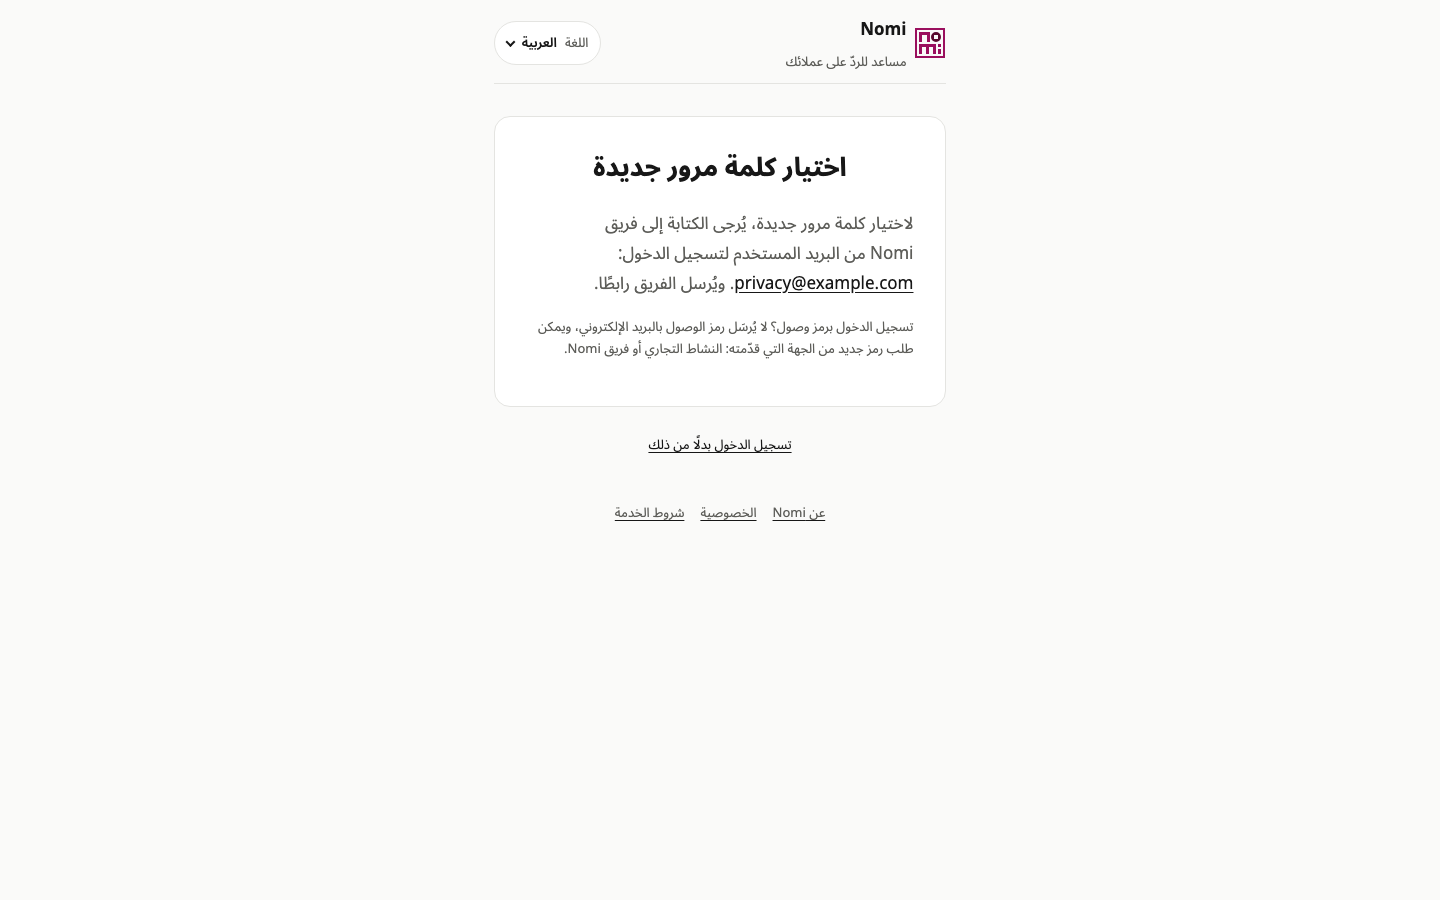 Nomi
مساعد للردّ على عملائك
اللغة العربية
اختيار كلمة مرور جديدة
لاختيار كلمة مرور جديدة، يُرجى الكتابة إلى فريق
Nomi من البريد المستخدم لتسجيل الدخول:
privacy@example.com. ويُرسل الفريق رابطًا.
تسجيل الدخول برمز وصول؟ لا يُرسَل رمز الوصول بالبريد الإلكتروني، ويمكن
طلب رمز جديد من الجهة التي قدّمته: النشاط التجاري أو فريق Nomi.
تسجيل الدخول بدلًا من ذلك
عن Nomi الخصوصية شروط الخدمة